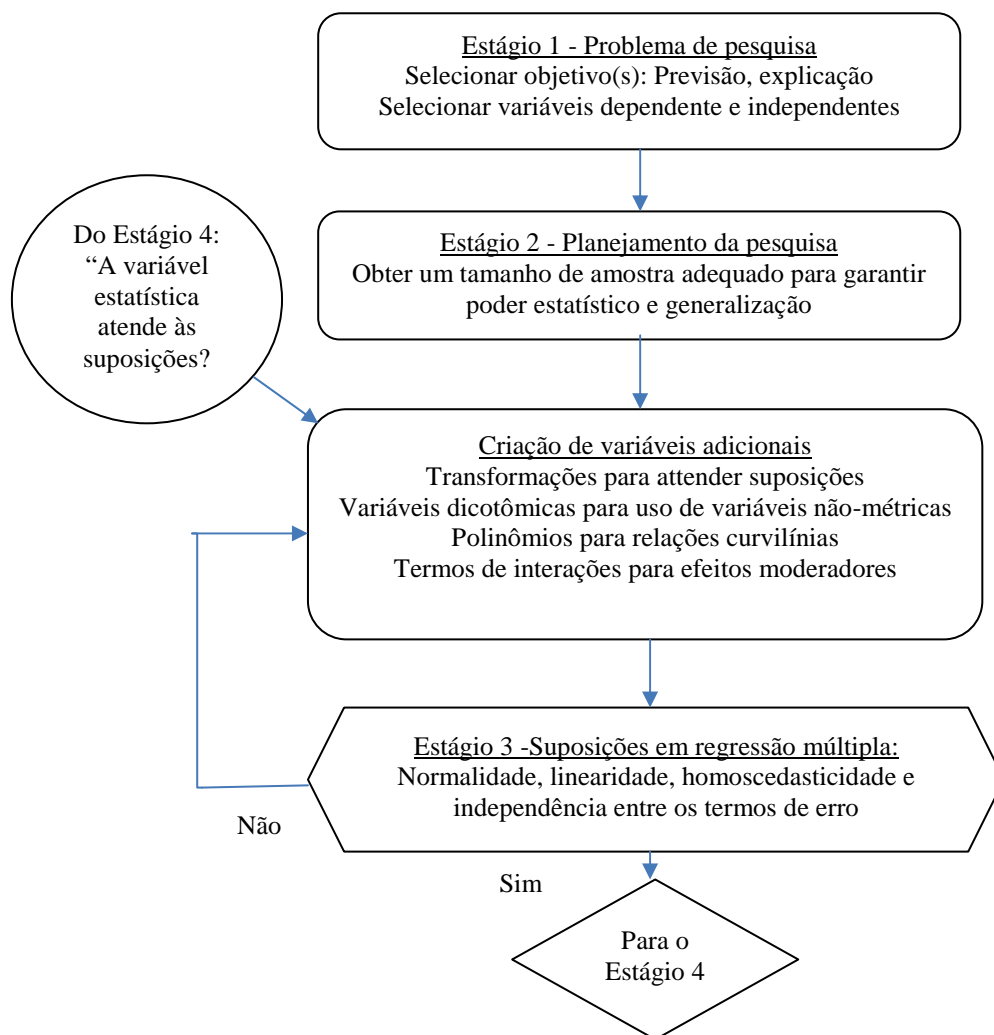 Estágio 1 - Problema de pesquisa
Selecionar objetivo(s): Previsão, explicação
Selecionar variáveis dependente e independentes
Do Estágio 4:
“A variável
estatística
atende às
suposições?
Estágio 2 - Planejamento da pesquisa
Obter um tamanho de amostra adequado para garantir
poder estatístico e generalização
Criação de variáveis adicionais
Transformações para attender suposições
Variáveis dicotômicas para uso de variáveis não-métricas
Polinômios para relações curvilínias
Termos de interações para efeitos moderadores
Estágio 3 -Suposições em regressão múltipla:
Normalidade, linearidade, homoscedasticidade e
independência entre os termos de erro
Não
Sim
Para o
Estágio 4